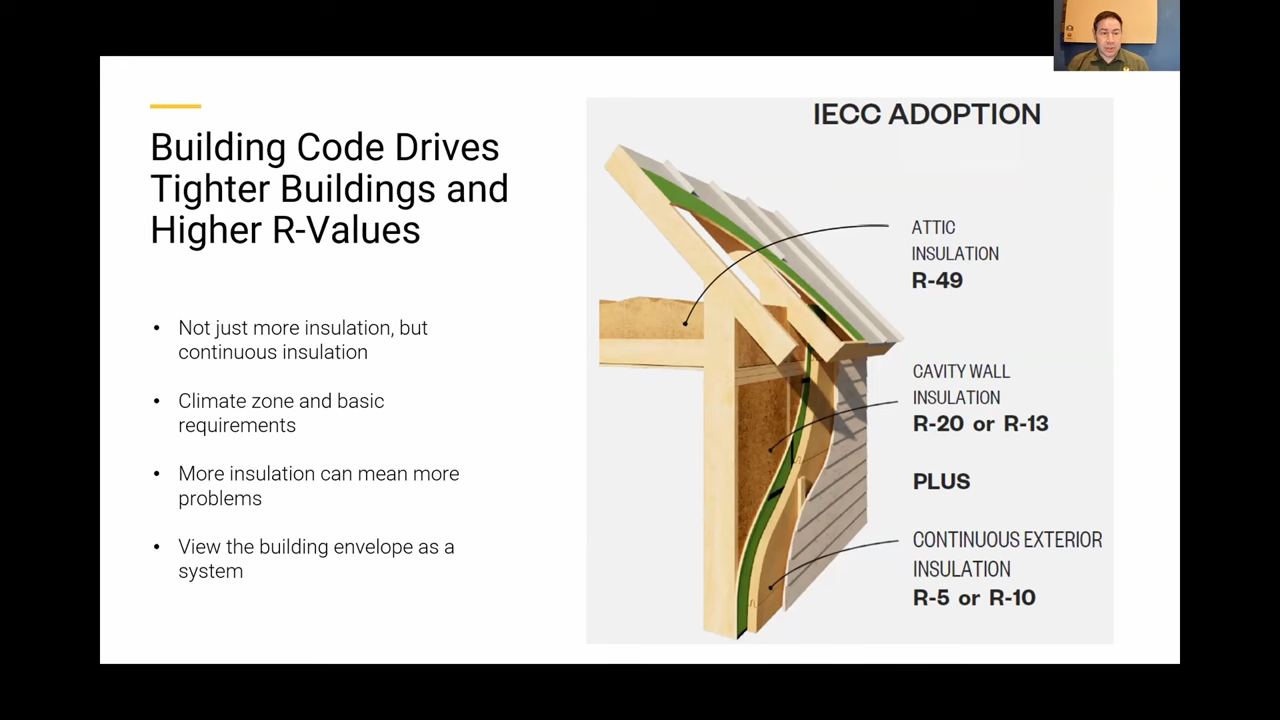 Building Code Drives
Tighter Buildings and
Higher R-Values
• Not just more insulation, but
continuous insulation
• Climate zone and basic
requirements
• More insulation can mean more
problems
• View the building envelope as a
system
IECC ADOPTION
ATTIC
INSULATION
R-49
CAVITY WALL
INSULATION
R-20 or R-13
PLUS
CONTINUOUS EXTERIOR
INSULATION
R-5 or R-10